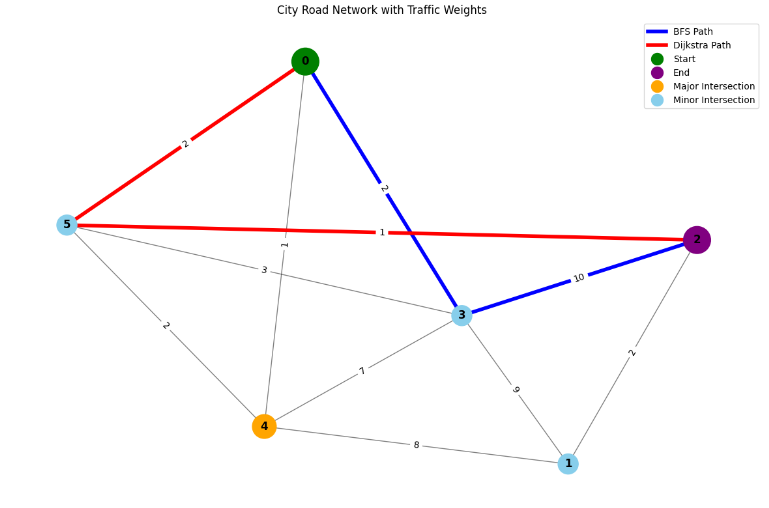 City Road Network with Traffic Weights
BFS Path
Dijkstra Path
Start
End
Major Intersection
Minor Intersection
0
2
2
5
1
2
1
3
10
3
2
7
2
9
4
8
1